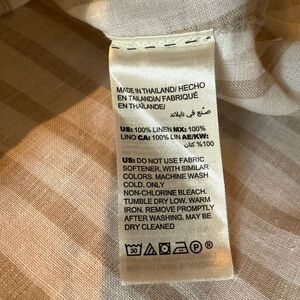 MADE IN THAILAND/ HECHO
EN TAILANDIA/ FABRIQUÉ
EN THAÏLANDE/
صنع في تايلاند
US: 100% LINEN MX: 100%
LINO CA: 100% LIN AE/KW:
100% كتان
US: DO NOT USE FABRIC
SOFTENER, WITH SIMILAR
COLORS. MACHINE WASH
COLD. ONLY
NON-CHLORINE BLEACH.
TUMBLE DRY LOW. WARM
IRON. REMOVE PROMPTLY
AFTER WASHING. MAY BE
DRY CLEANED
30 P